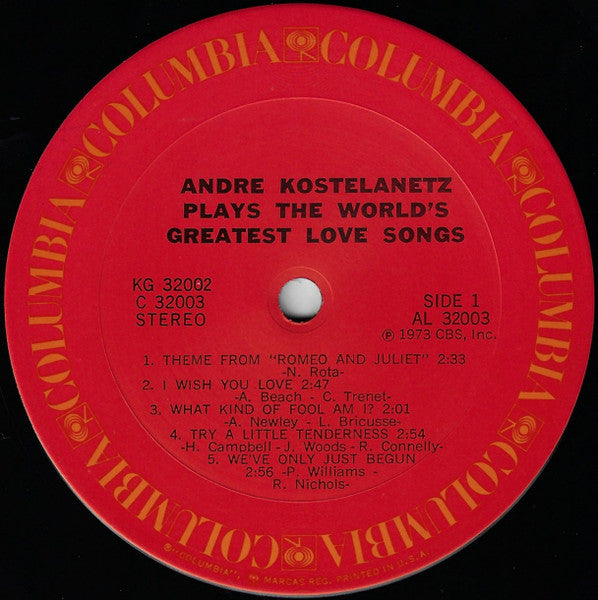 COLUMBIA COLUMBIA COLUMBIA COLUMBIA COLUMBIA COLUMBIA
ANDRE KOSTELANETZ
PLAYS THE WORLD'S
GREATEST LOVE SONGS
KG 32002
C 32003
STEREO
SIDE 1
AL 32003
℗ 1973 CBS, Inc.
1. THEME FROM "ROMEO AND JULIET" 2:33
-N. Rota-
2. I WISH YOU LOVE 2:47
-A. Beach - C. Trenet-
3. WHAT KIND OF FOOL AM I? 2:01
-A. Newley - L. Bricusse-
4. TRY A LITTLE TENDERNESS 2:54
-H. Campbell - J. Woods - R. Connelly-
5. WE'VE ONLY JUST BEGUN
2:56 -P. Williams -
R. Nichols-
®"COLUMBIA", MARCAS REG. PRINTED IN U.S.A.